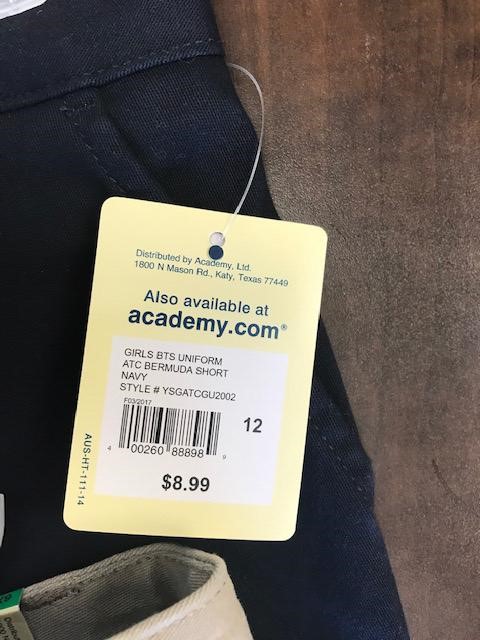 Distributed by Academy, Ltd.
1800 N Mason Rd., Katy, Texas 77449
Also available at
academy.com®
GIRLS BTS UNIFORM
ATC BERMUDA SHORT
NAVY
STYLE # YSGATCGU2002
F03/2017
12
4 00260 88898 9
$8.99
AUS-HT-111-14